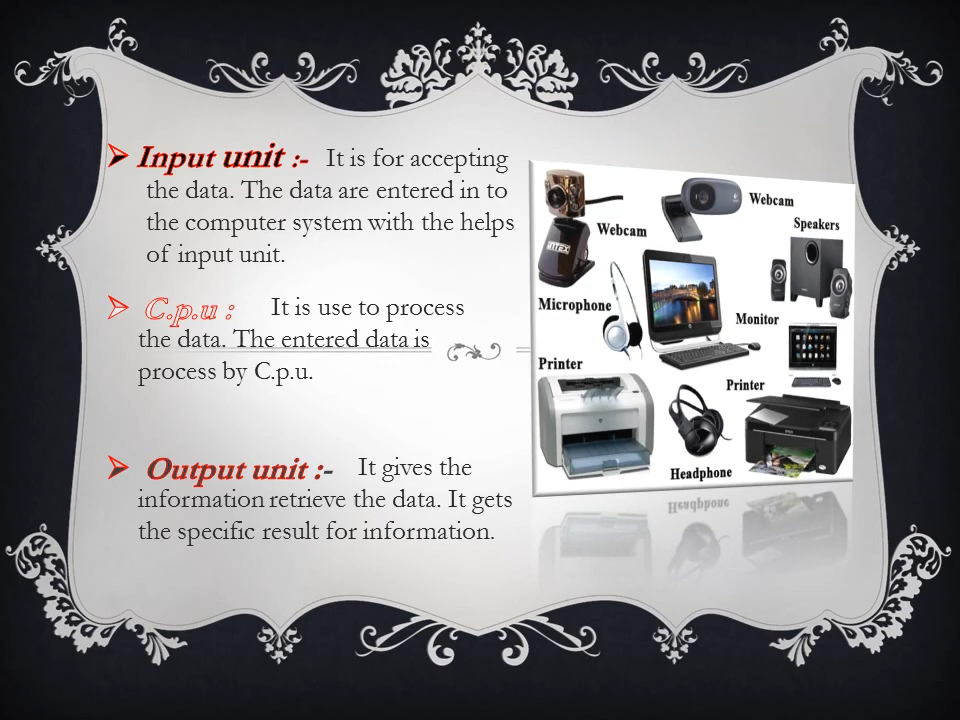 Input unit :- It is for accepting
the data. The data are entered in to
the computer system with the helps
of input unit.
C.p.u : It is use to process
the data. The entered data is
process by C.p.u.
Output unit :- It gives the
information retrieve the data. It gets
the specific result for information.
Webcam
Webcam
Speakers
INTEX
Microphone
Monitor
Printer
Printer
Headphone